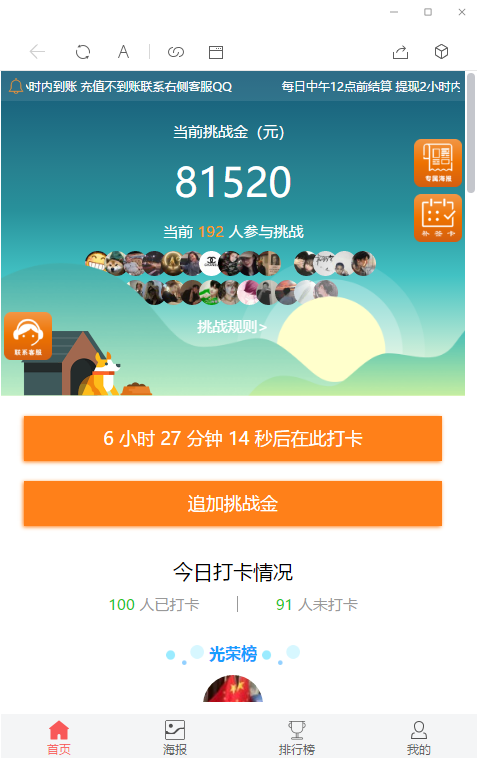 时内到账 充值不到账联系右侧客服QQ
每日中午12点前结算 提现2小时内
当前挑战金（元）
81520
专属海报
补签卡
当前 192 人参与挑战
挑战规则>
联系客服
6 小时 27 分钟 14 秒后在此打卡
追加挑战金
今日打卡情况
100 人已打卡
91 人未打卡
光荣榜
首页
海报
排行榜
我的